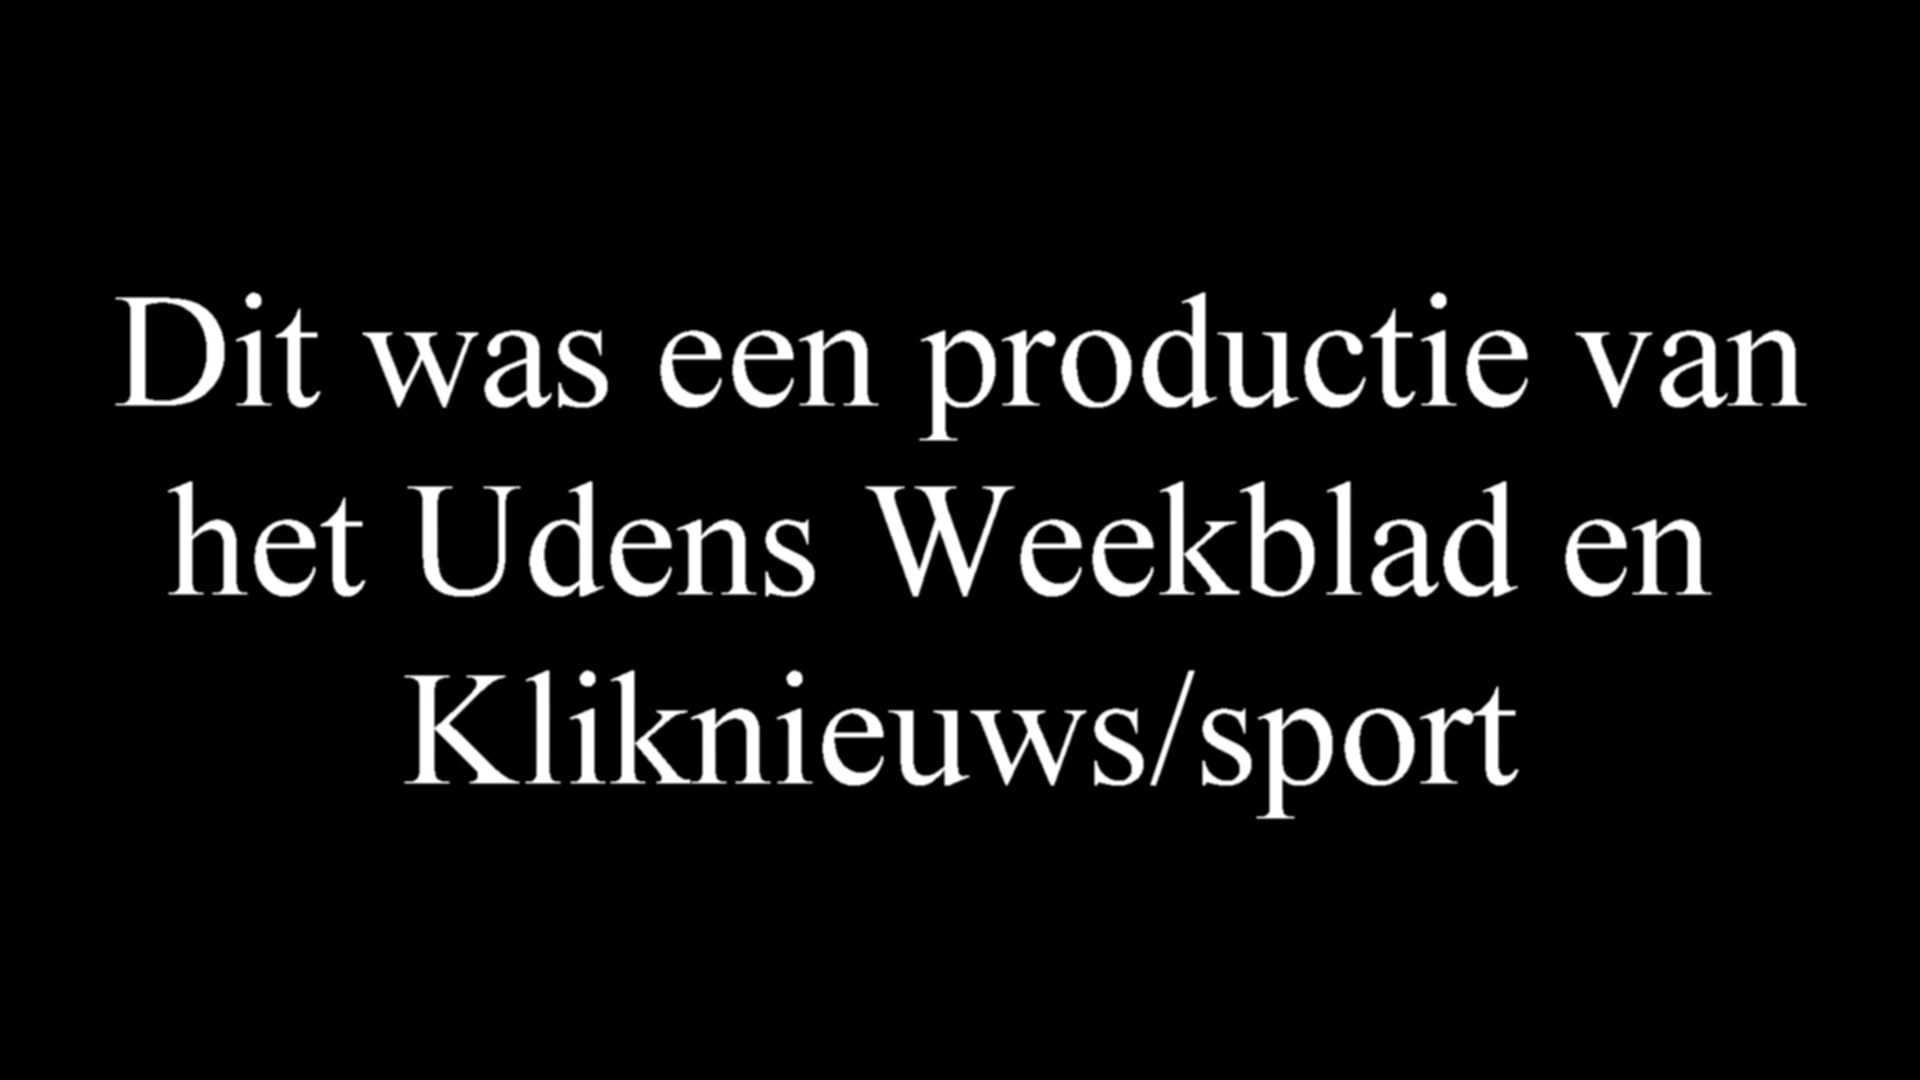 Dit was een productie van
het Udens Weekblad en
Kliknieuws/sport